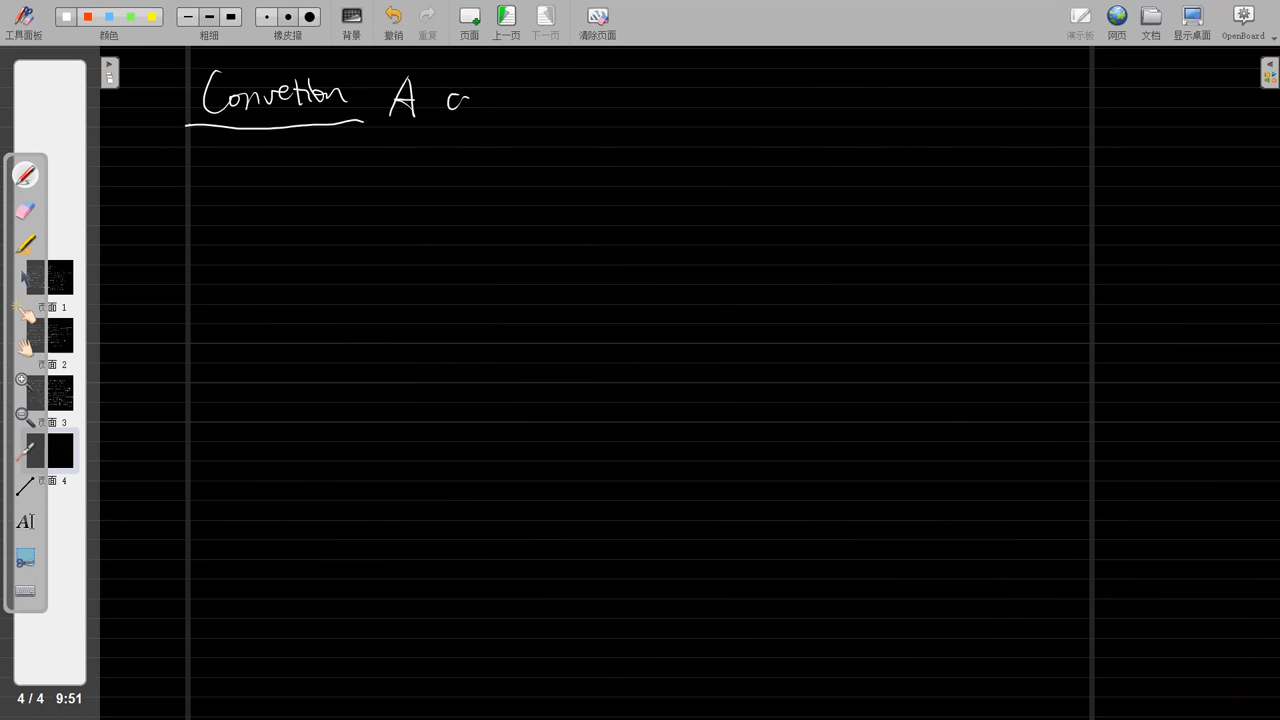 工具面板 颜色 粗细 橡皮擦 背景 撤销 重复 页面 上一页 下一页 清除页面 演示板 网页 文档 显示桌面 OpenBoard
Convetion A
页面 1
页面 2
页面 3
页面 4
4 / 4 9:51